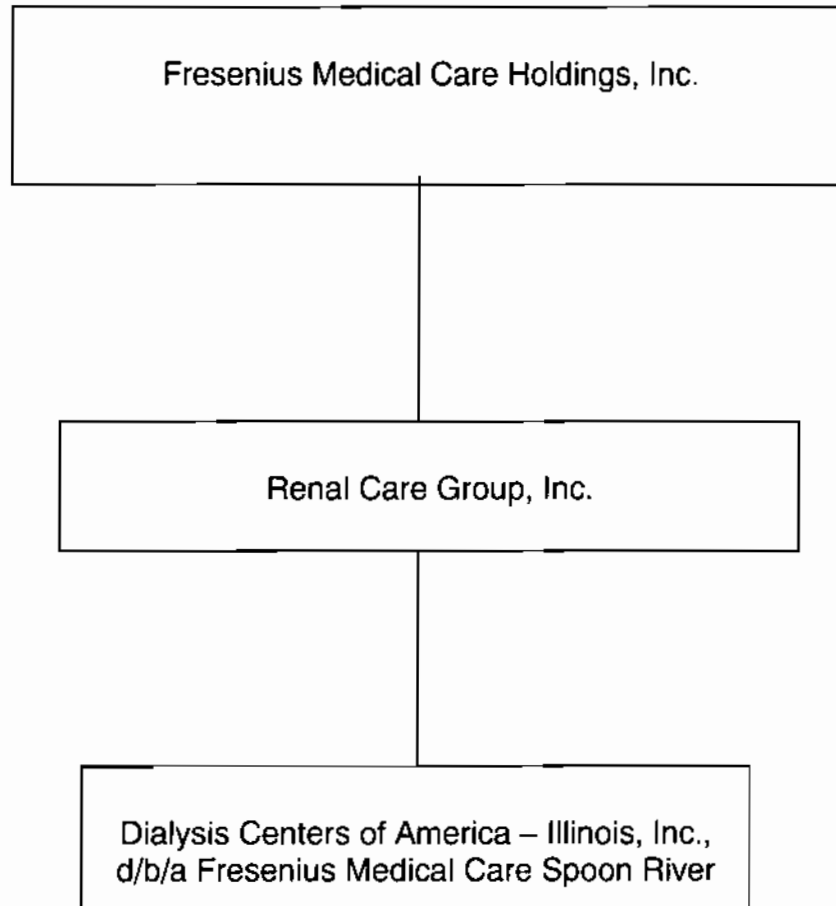 Fresenius Medical Care Holdings, Inc.
Renal Care Group, Inc.
Dialysis Centers of America – Illinois, Inc.,
d/b/a Fresenius Medical Care Spoon River